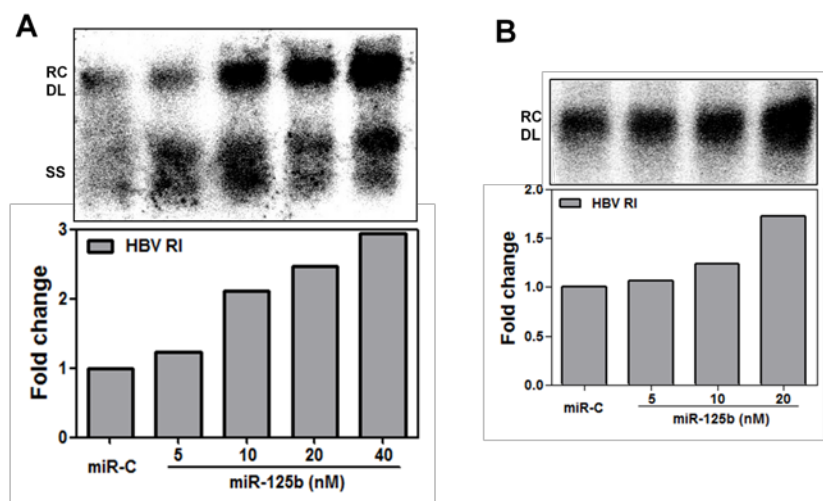 A
RC
DL
SS
3
2
1
0
Fold change
HBV RI
miR-C
5
10
20
40
miR-125b (nM)
B
RC
DL
2.0
1.5
1.0
0.5
0.0
Fold change
HBV RI
miR-C
5
10
20
miR-125b (nM)